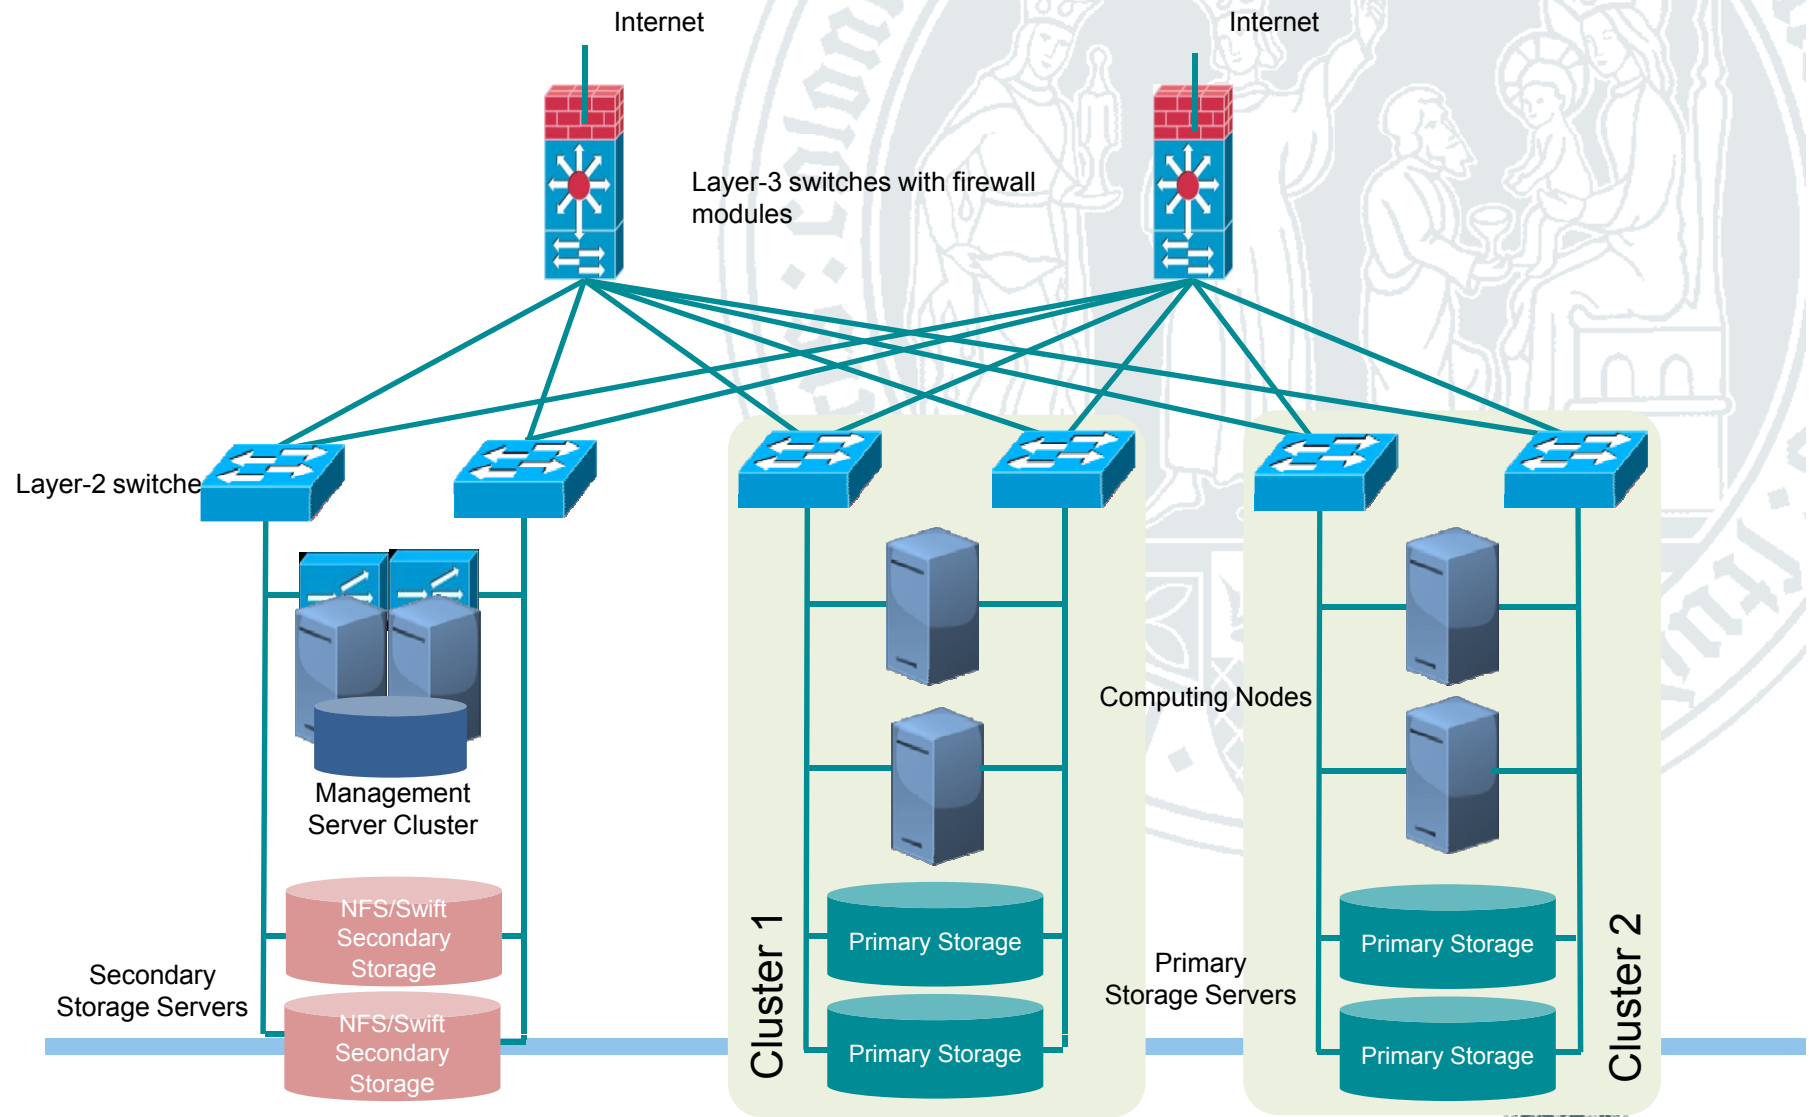 Internet
Internet
Layer-3 switches with firewall
modules
Layer-2 switche
Computing Nodes
Management
Server Cluster
NFS/Swift
Secondary
Storage
Secondary
Storage Servers
NFS/Swift
Secondary
Storage
Cluster 1
Primary Storage
Primary Storage
Primary
Storage Servers
Primary Storage
Primary Storage
Cluster 2